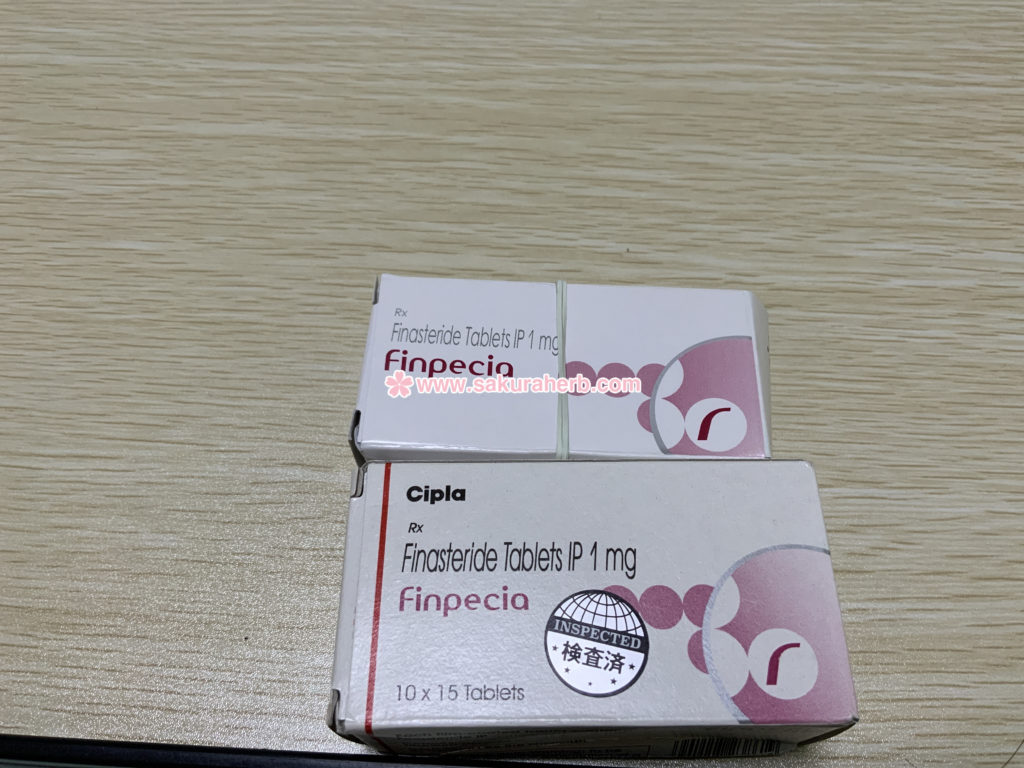 Rx
Finasteride Tablets IP 1 mg
Finpecia
www.sakuraherb.com
r
Cipla
Rx
Finasteride Tablets IP 1 mg
Finpecia
INSPECTED
検査済
r
10 x 15 Tablets